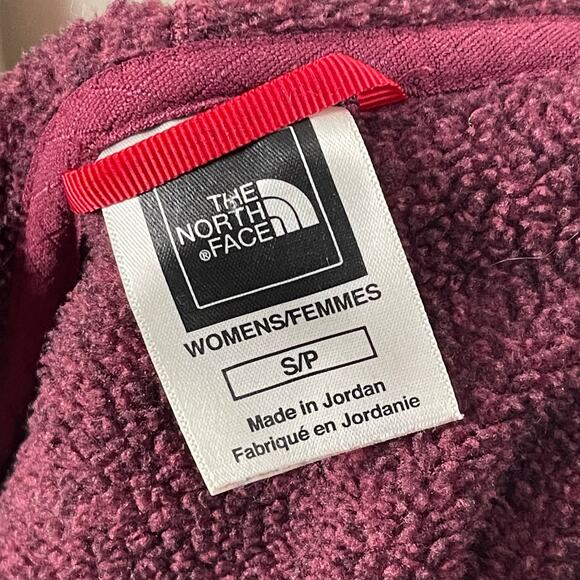 THE
NORTH
®FACE
WOMENS/FEMMES
S/P
Made in Jordan
Fabriqué en Jordanie